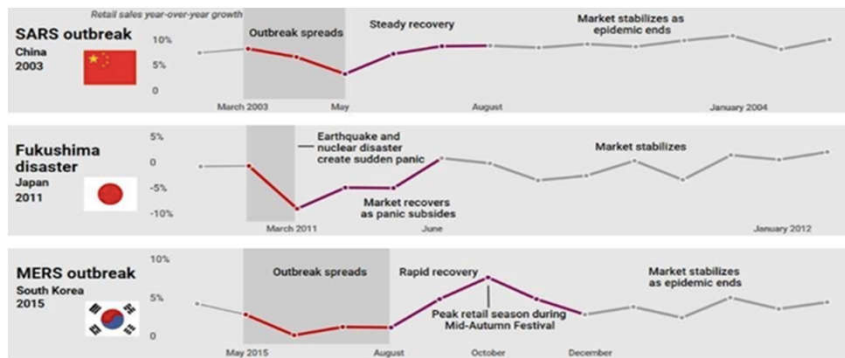 Retail sales year-over-year growth
SARS outbreak
China
2003
10%
5%
0
Outbreak spreads
Steady recovery
Market stabilizes as
epidemic ends
March 2003
May
August
January 2004
Fukushima
disaster
Japan
2011
5%
0
-5%
-10%
Earthquake and
nuclear disaster
create sudden panic
Market recovers
as panic subsides
Market stabilizes
March 2011
June
January 2012
MERS outbreak
South Korea
2015
10%
5%
0
Outbreak spreads
Rapid recovery
Peak retail season during
Mid-Autumn Festival
Market stabilizes
as epidemic ends
May 2015
August
October
December